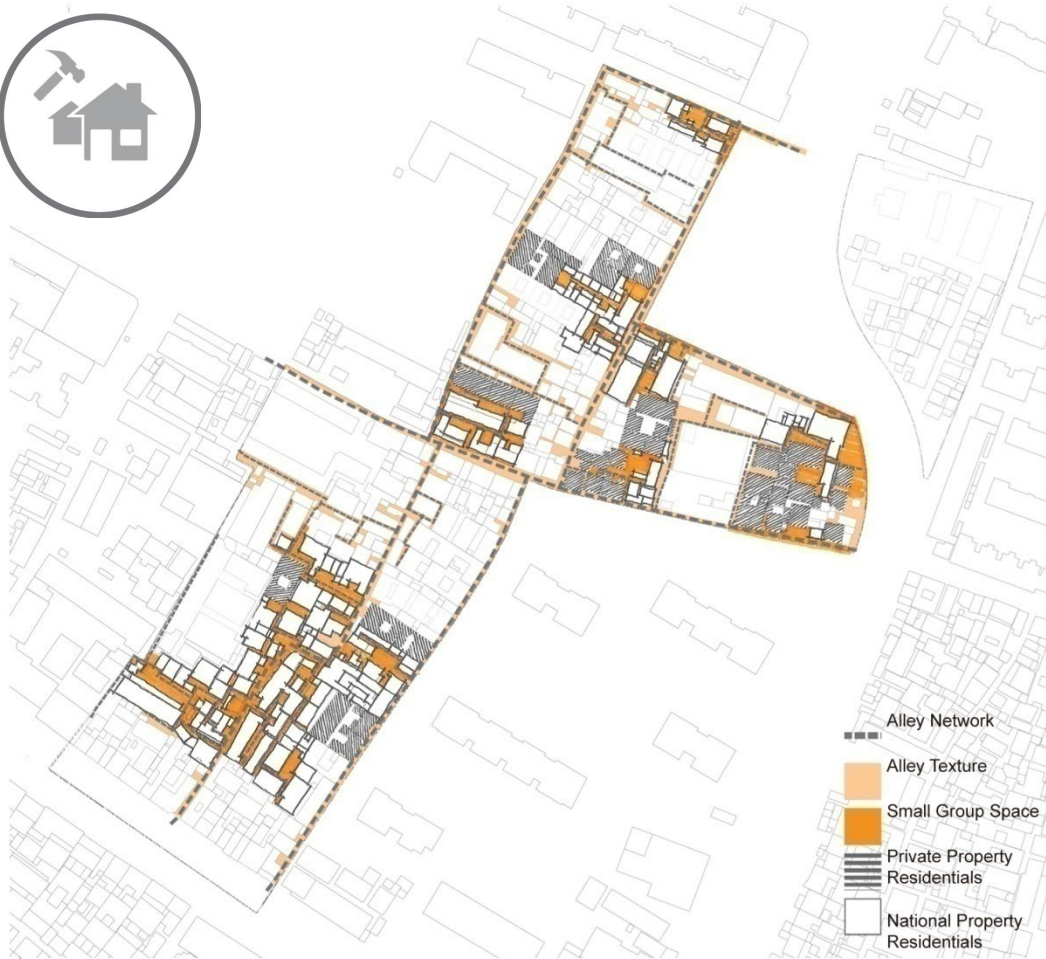 Alley Network
Alley Texture
Small Group Space
Private Property
Residentials
National Property
Residentials